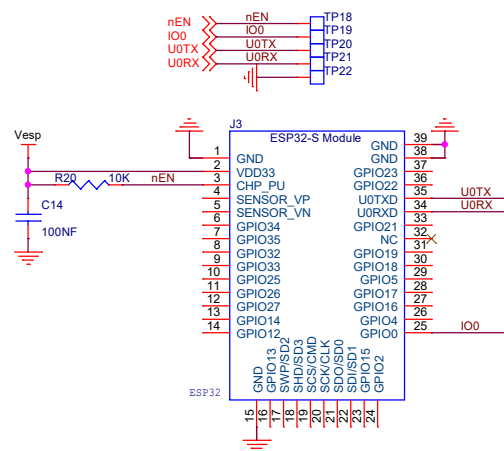 nEN nEN TP18
IO0 IO0 TP19
U0TX U0TX TP20
U0RX U0RX TP21
TP22
J3
ESP32-S Module
Vesp
R20 10K nEN
C14
100NF
1 GND
2 VDD33
3 CHP_PU
4 SENSOR_VP
5 SENSOR_VN
6 GPIO34
7 GPIO35
8 GPIO32
9 GPIO33
10 GPIO25
11 GPIO26
12 GPIO27
13 GPIO14
14 GPIO12
GND 39
GND 38
GPIO23 37
GPIO22 36
U0TXD 35 U0TX
U0RXD 34 U0RX
GPIO21 33
NC 32
GPIO19 31
GPIO18 30
GPIO5 29
GPIO17 28
GPIO16 27
GPIO4 26
GPIO0 25 IO0
GND 15
GPIO13 16
SWP/SD2 17
SHD/SD3 18
SCS/CMD 19
SCK/CLK 20
SDO/SD0 21
SDI/SD1 22
GPIO15 23
GPIO2 24
ESP32